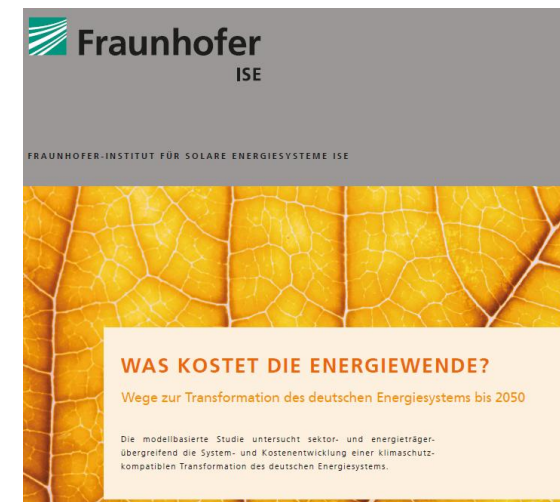 Fraunhofer
ISE
FRAUNHOFER-INSTITUT FÜR SOLARE ENERGIESYSTEME ISE
WAS KOSTET DIE ENERGIEWENDE?
Wege zur Transformation des deutschen Energiesystems bis 2050
Die modellbasierte Studie untersucht sektor- und energieträger-
übergreifend die System- und Kostenentwicklung einer klimaschutz-
kompatiblen Transformation des deutschen Energiesystems.